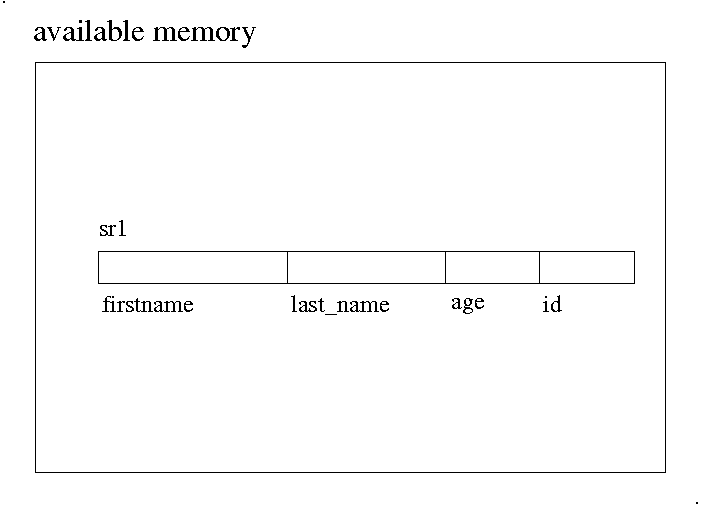 available memory
sr1
firstname last_name age id